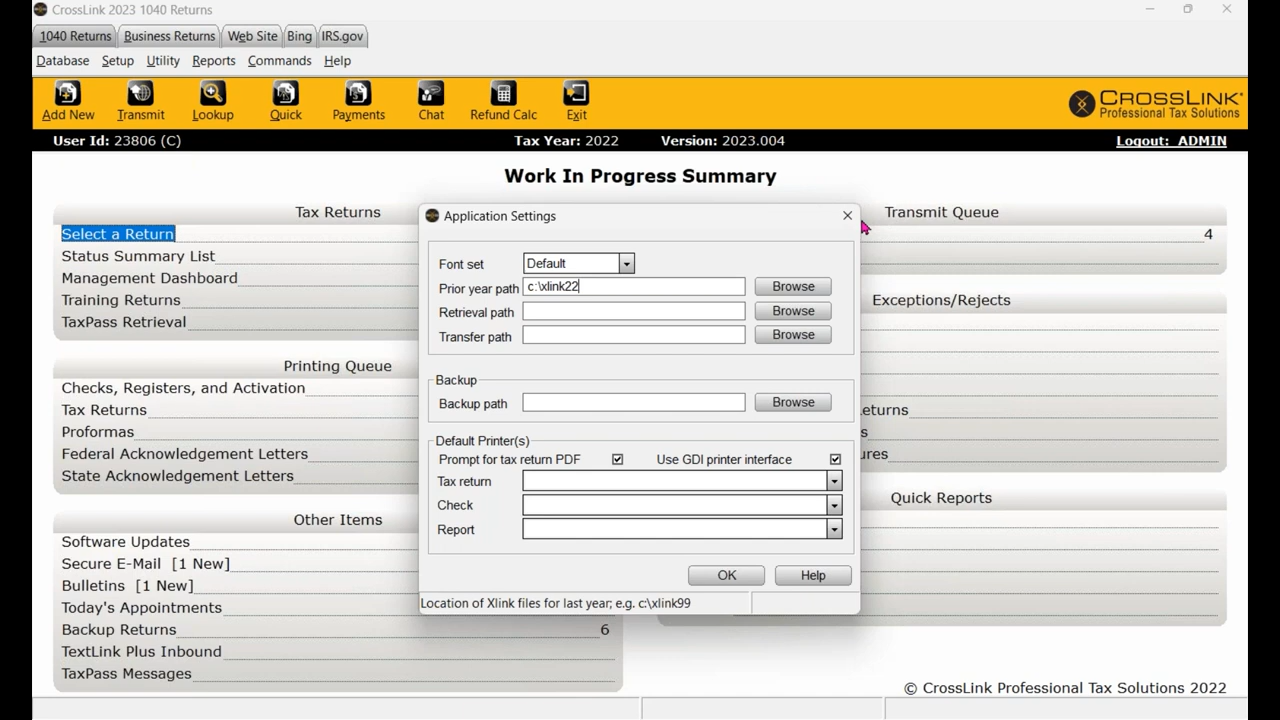 CrossLink 2023 1040 Returns
1040 Returns Business Returns Web Site Bing IRS.gov
Database Setup Utility Reports Commands Help
Add New Transmit Lookup Quick Payments Chat Refund Calc Exit
CROSSLINK
Professional Tax Solutions
User Id: 23806 (C) Tax Year: 2022 Version: 2023.004 Logout: ADMIN
Work In Progress Summary
Tax Returns
Select a Return
Status Summary List
Management Dashboard
Training Returns
TaxPass Retrieval
Printing Queue
Checks, Registers, and Activation
Tax Returns
Proformas
Federal Acknowledgement Letters
State Acknowledgement Letters
Other Items
Software Updates
Secure E-Mail [1 New]
Bulletins [1 New]
Today's Appointments
Backup Returns 6
TextLink Plus Inbound
TaxPass Messages
Application Settings
Font set Default
Prior year path c:\xlink22 Browse
Retrieval path Browse
Transfer path Browse
Backup
Backup path Browse
Default Printer(s)
Prompt for tax return PDF Use GDI printer interface
Tax return
Check
Report
OK Help
Location of Xlink files for last year; e.g. c:\xlink99
Transmit Queue
4
Exceptions/Rejects
Quick Reports
© CrossLink Professional Tax Solutions 2022